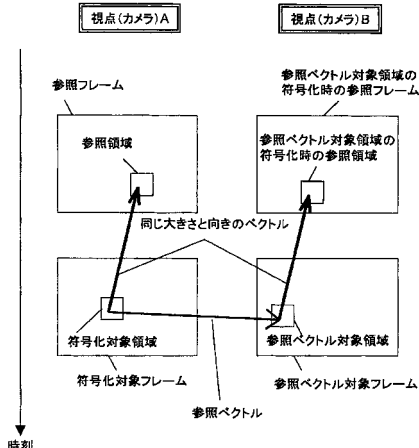 視点(カメラ)A
視点(カメラ)B
参照フレーム
参照ベクトル対象領域の
符号化時の参照フレーム
参照領域
参照ベクトル対象領域の
符号化時の参照領域
同じ大きさと向きのベクトル
符号化対象領域
参照ベクトル対象領域
符号化対象フレーム
参照ベクトル対象フレーム
参照ベクトル
時刻